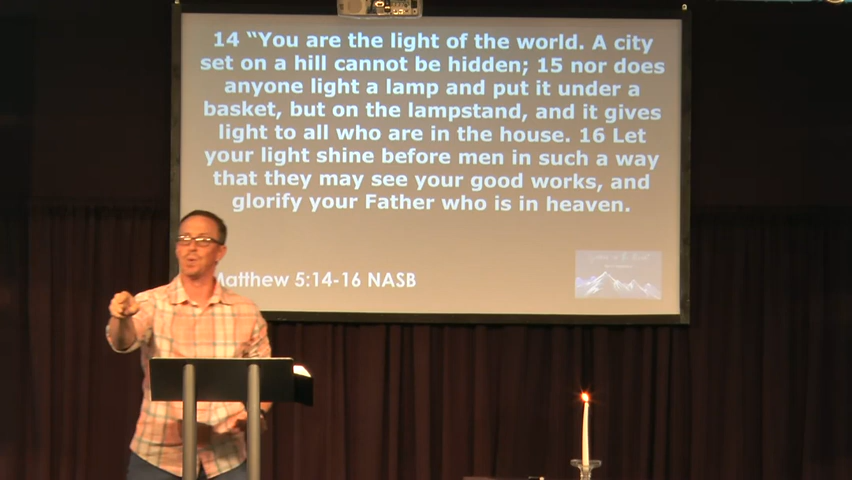 14 “You are the light of the world. A city
set on a hill cannot be hidden; 15 nor does
anyone light a lamp and put it under a
basket, but on the lampstand, and it gives
light to all who are in the house. 16 Let
your light shine before men in such a way
that they may see your good works, and
glorify your Father who is in heaven.
Matthew 5:14-16 NASB